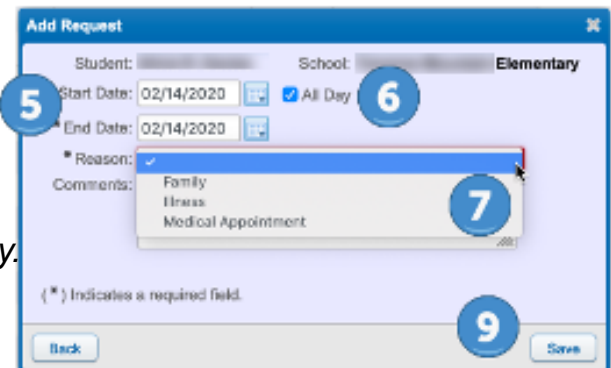 Add Request
Student: School: Elementary
5 Start Date: 02/14/2020 All Day 6
* End Date: 02/14/2020
* Reason:
Comments: Family
Illness
Medical Appointment 7
y.
(*) Indicates a required field.
9
Back Save